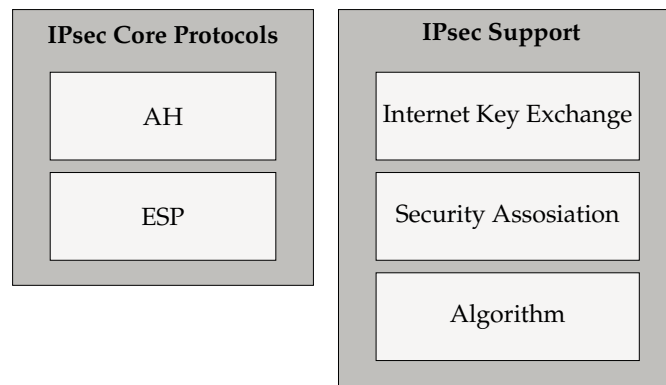 IPsec Core Protocols
AH
ESP
IPsec Support
Internet Key Exchange
Security Assosiation
Algorithm